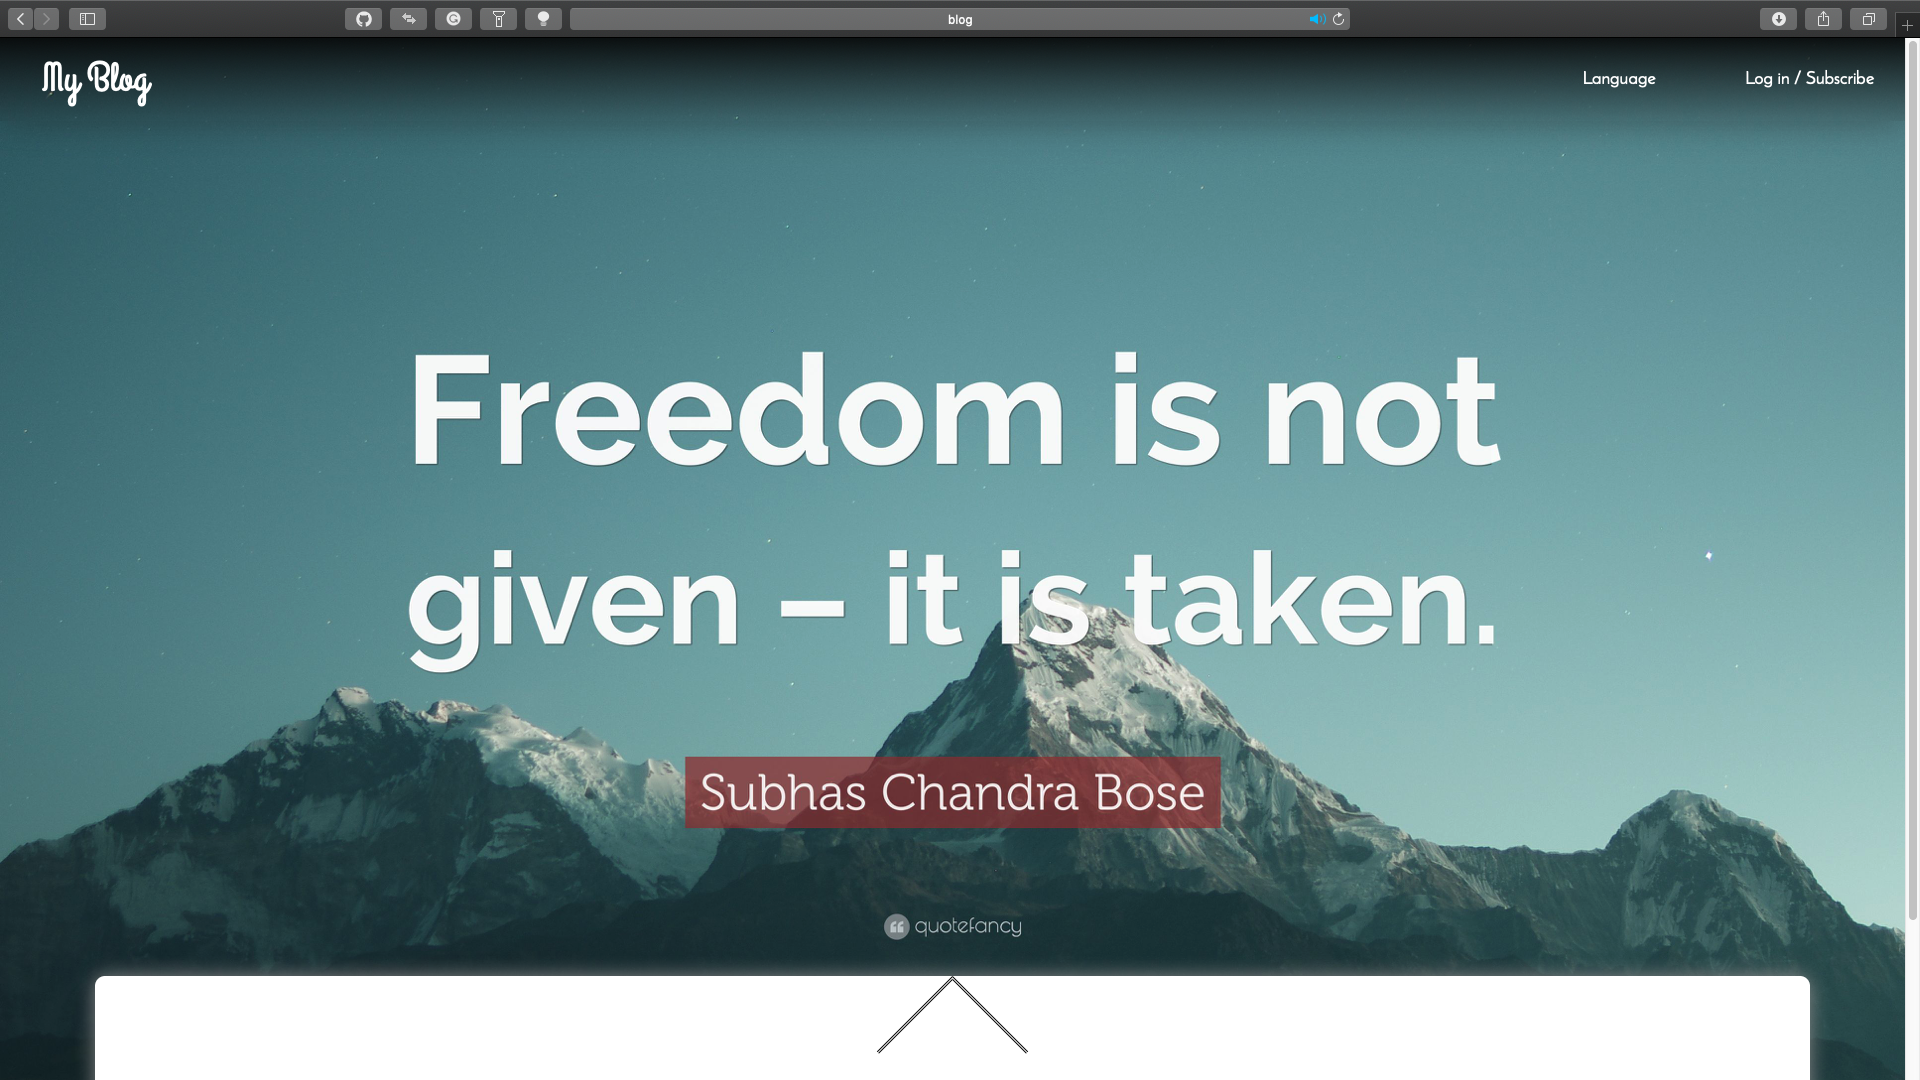 blog
My Blog
Language
Log in / Subscribe
Freedom is not
given – it is taken.
Subhas Chandra Bose
quotefancy